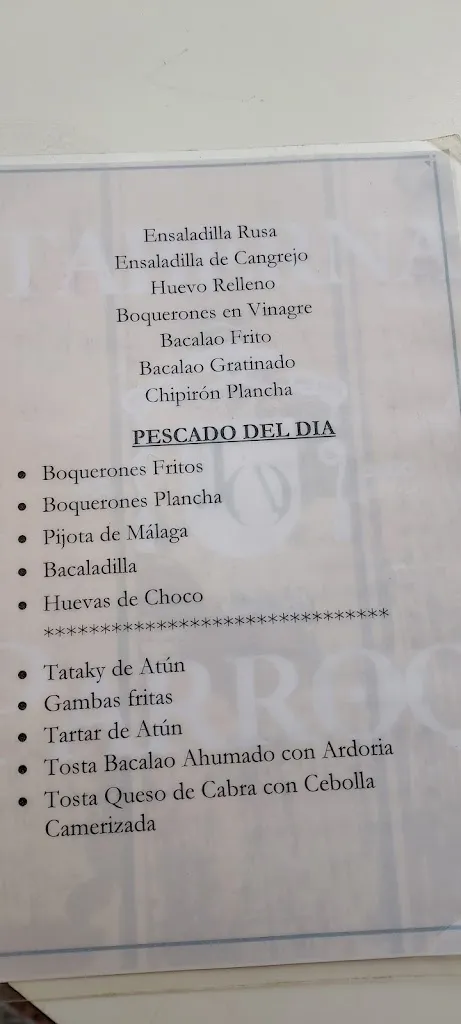 Ensaladilla Rusa
Ensaladilla de Cangrejo
Huevo Relleno
Boquerones en Vinagre
Bacalao Frito
Bacalao Gratinado
Chipirón Plancha
PESCADO DEL DIA
• Boquerones Fritos
• Boquerones Plancha
• Pijota de Málaga
• Bacaladilla
• Huevas de Choco
*******************************
• Tataky de Atún
• Gambas fritas
• Tartar de Atún
• Tosta Bacalao Ahumado con Ardoria
• Tosta Queso de Cabra con Cebolla
Camerizada